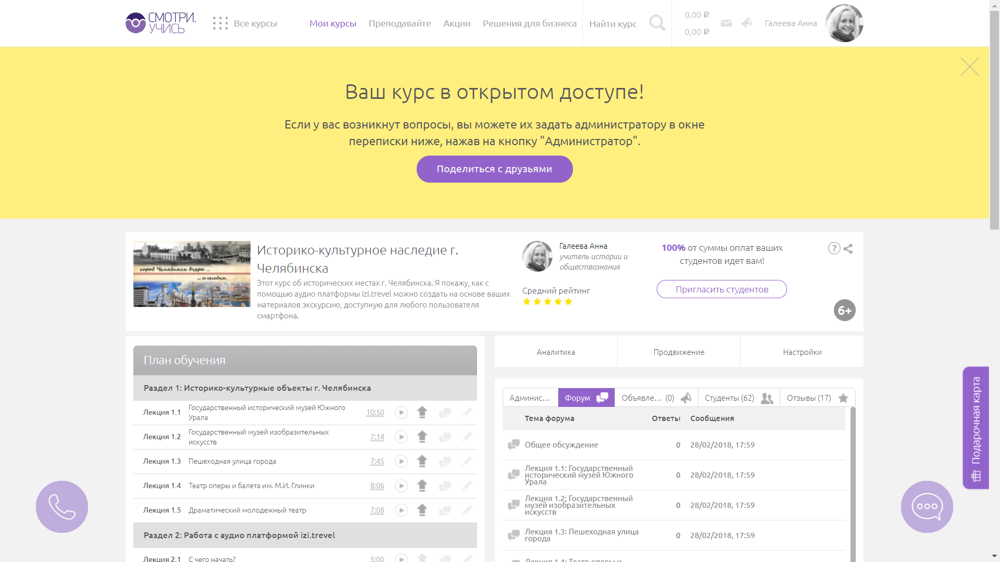 СМОТРИ.
УЧИСЬ
Все курсы
Мои курсы
Преподавайте
Акции
Решения для бизнеса
Найти курс
0,00 ₽
0,00 ₽
Галеева Анна
Ваш курс в открытом доступе!
Если у вас возникнут вопросы, вы можете их задать администратору в окне
переписки ниже, нажав на кнопку "Администратор".
Поделиться с друзьями
город Челябинск вчера ...
... и сегодня.
Историко-культурное наследие г.
Челябинска
Этот курс об исторических местах г. Челябинска. Я покажу, как с
помощью аудио платформы izi.trevel можно создать на основе ваших
материалов экскурсию, доступную для любого пользователя
смартфона.
Галеева Анна
учитель истории и
обществознания
Средний рейтинг
100% от суммы оплат ваших
студентов идет вам!
Пригласить студентов
?
6+
План обучения
Раздел 1: Историко-культурные объекты г. Челябинска
Лекция 1.1 Государственный исторический музей Южного
Урала 10:50
Лекция 1.2 Государственный музей изобразительных
искусств 7:14
Лекция 1.3 Пешеходная улица города 7:45
Лекция 1.4 Театр оперы и балета им. М.И. Глинки 8:06
Лекция 1.5 Драматический молодежный театр 7:08
Раздел 2: Работа с аудио платформой izi.trevel
Лекция 2.1 С чего начать? 5:00
Аналитика
Продвижение
Настройки
Админис...
Форум
Объявле... (0)
Студенты (62)
Отзывы (17)
Тема форума Ответы Сообщения
Общее обсуждение 0 28/02/2018, 17:59
Лекция 1.1: Государственный
исторический музей Южного
Урала 0 28/02/2018, 17:59
Лекция 1.2: Государственный
музей изобразительных
искусств 0 28/02/2018, 17:59
Лекция 1.3: Пешеходная улица
города 0 28/02/2018, 17:59
Лекция 1.4: Театр оперы и
Подарочная карта